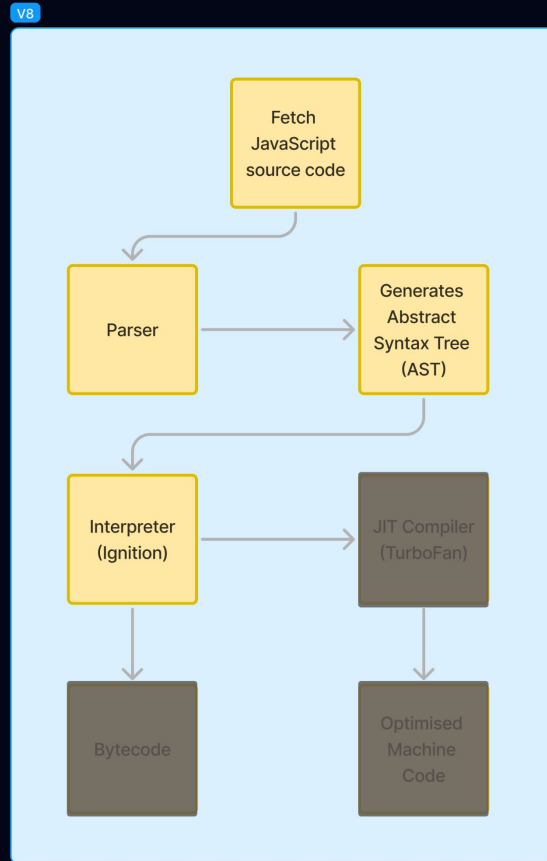 V8
Fetch
JavaScript
source code
Parser
Generates
Abstract
Syntax Tree
(AST)
Interpreter
(Ignition)
JIT Compiler
(TurboFan)
Bytecode
Optimised
Machine
Code